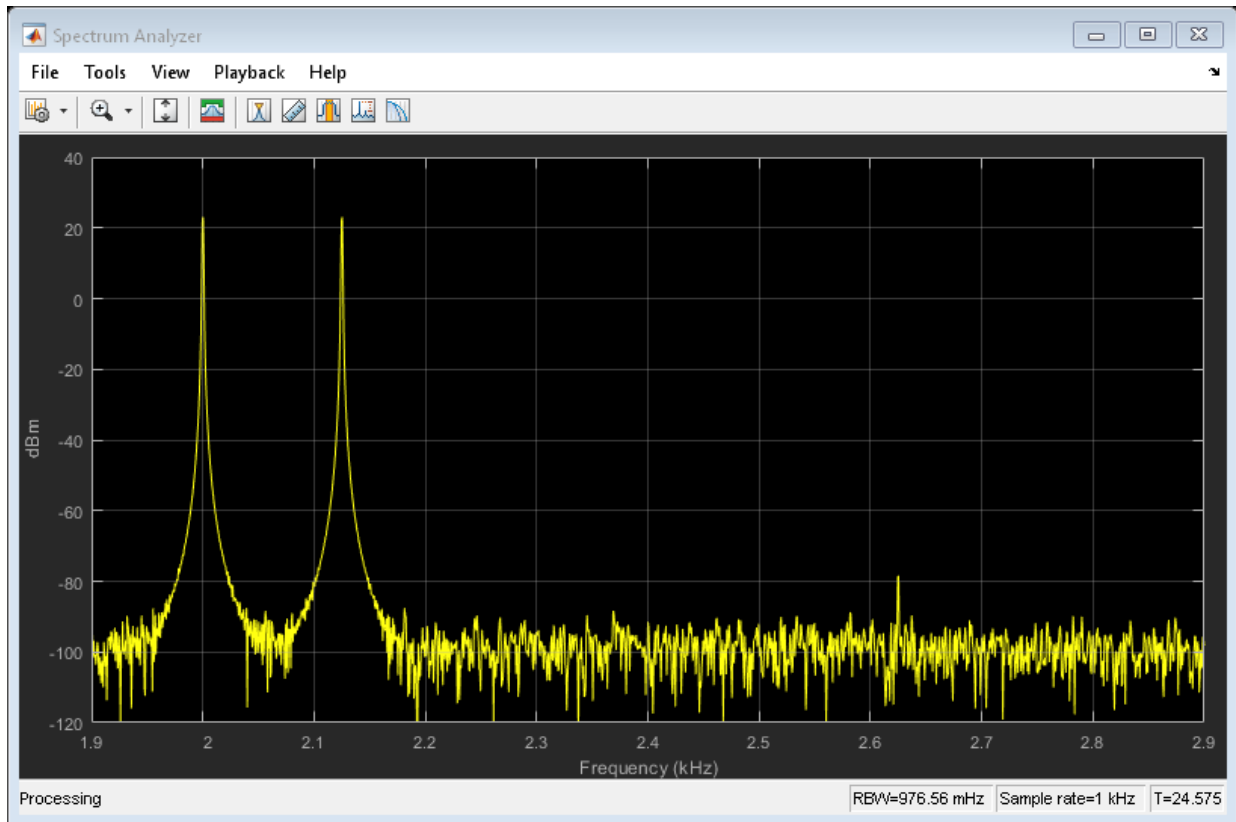 Spectrum Analyzer
File Tools View Playback Help
40
20
0
-20
-40
-60
-80
-100
-120
dBm
1.9 2 2.1 2.2 2.3 2.4 2.5 2.6 2.7 2.8 2.9
Frequency (kHz)
Processing RBW=976.56 mHz Sample rate=1 kHz T=24.575